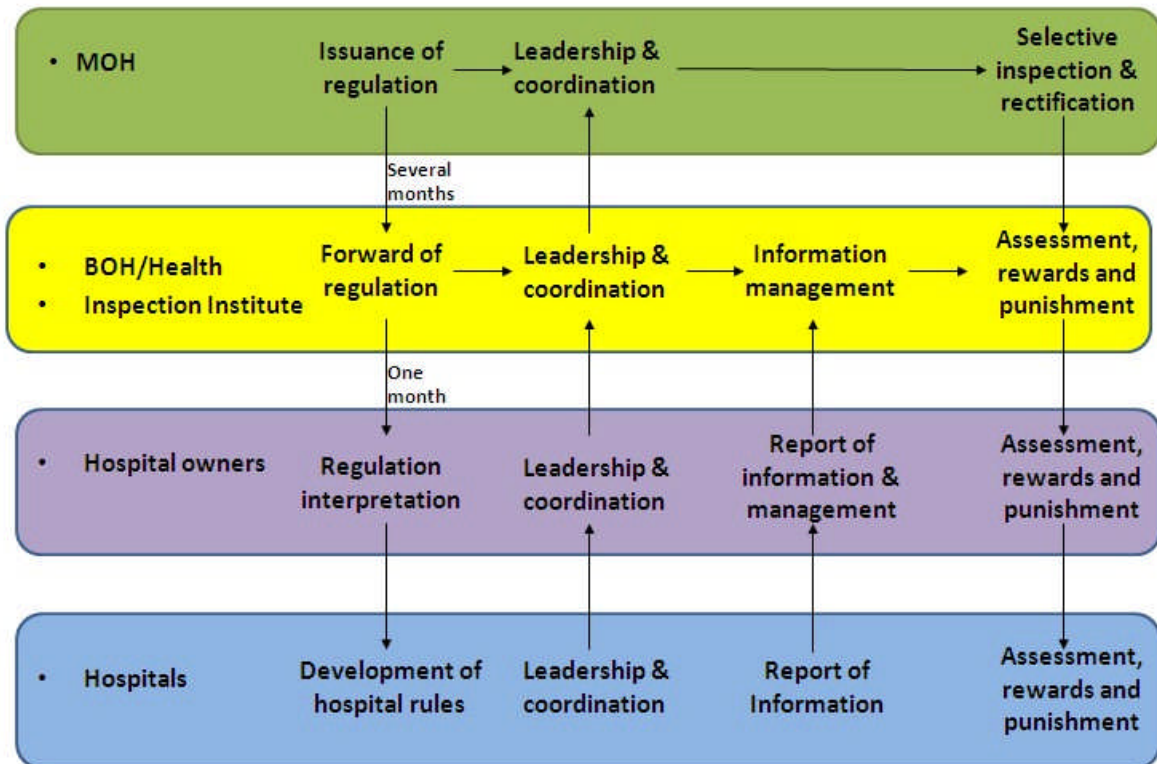 • MOH
Issuance of
regulation
Leadership &
coordination
Selective
inspection &
rectification
Several
months
• BOH/Health
• Inspection Institute
Forward of
regulation
Leadership &
coordination
Information
management
Assessment,
rewards and
punishment
One
month
• Hospital owners
Regulation
interpretation
Leadership &
coordination
Report of
information &
management
Assessment,
rewards and
punishment
• Hospitals
Development of
hospital rules
Leadership &
coordination
Report of
Information
Assessment,
rewards and
punishment